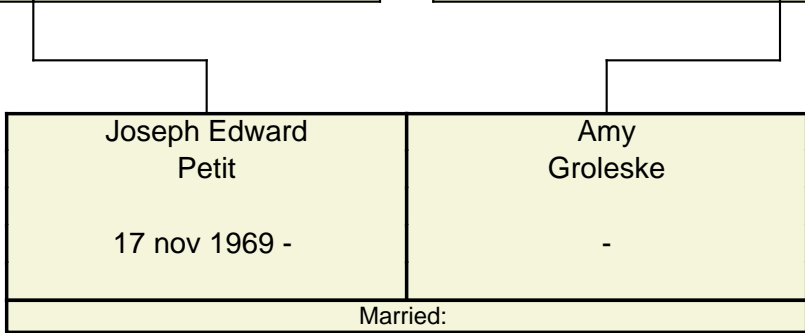 Joseph Edward
Petit
17 nov 1969 -
Amy
Groleske
-
Married: